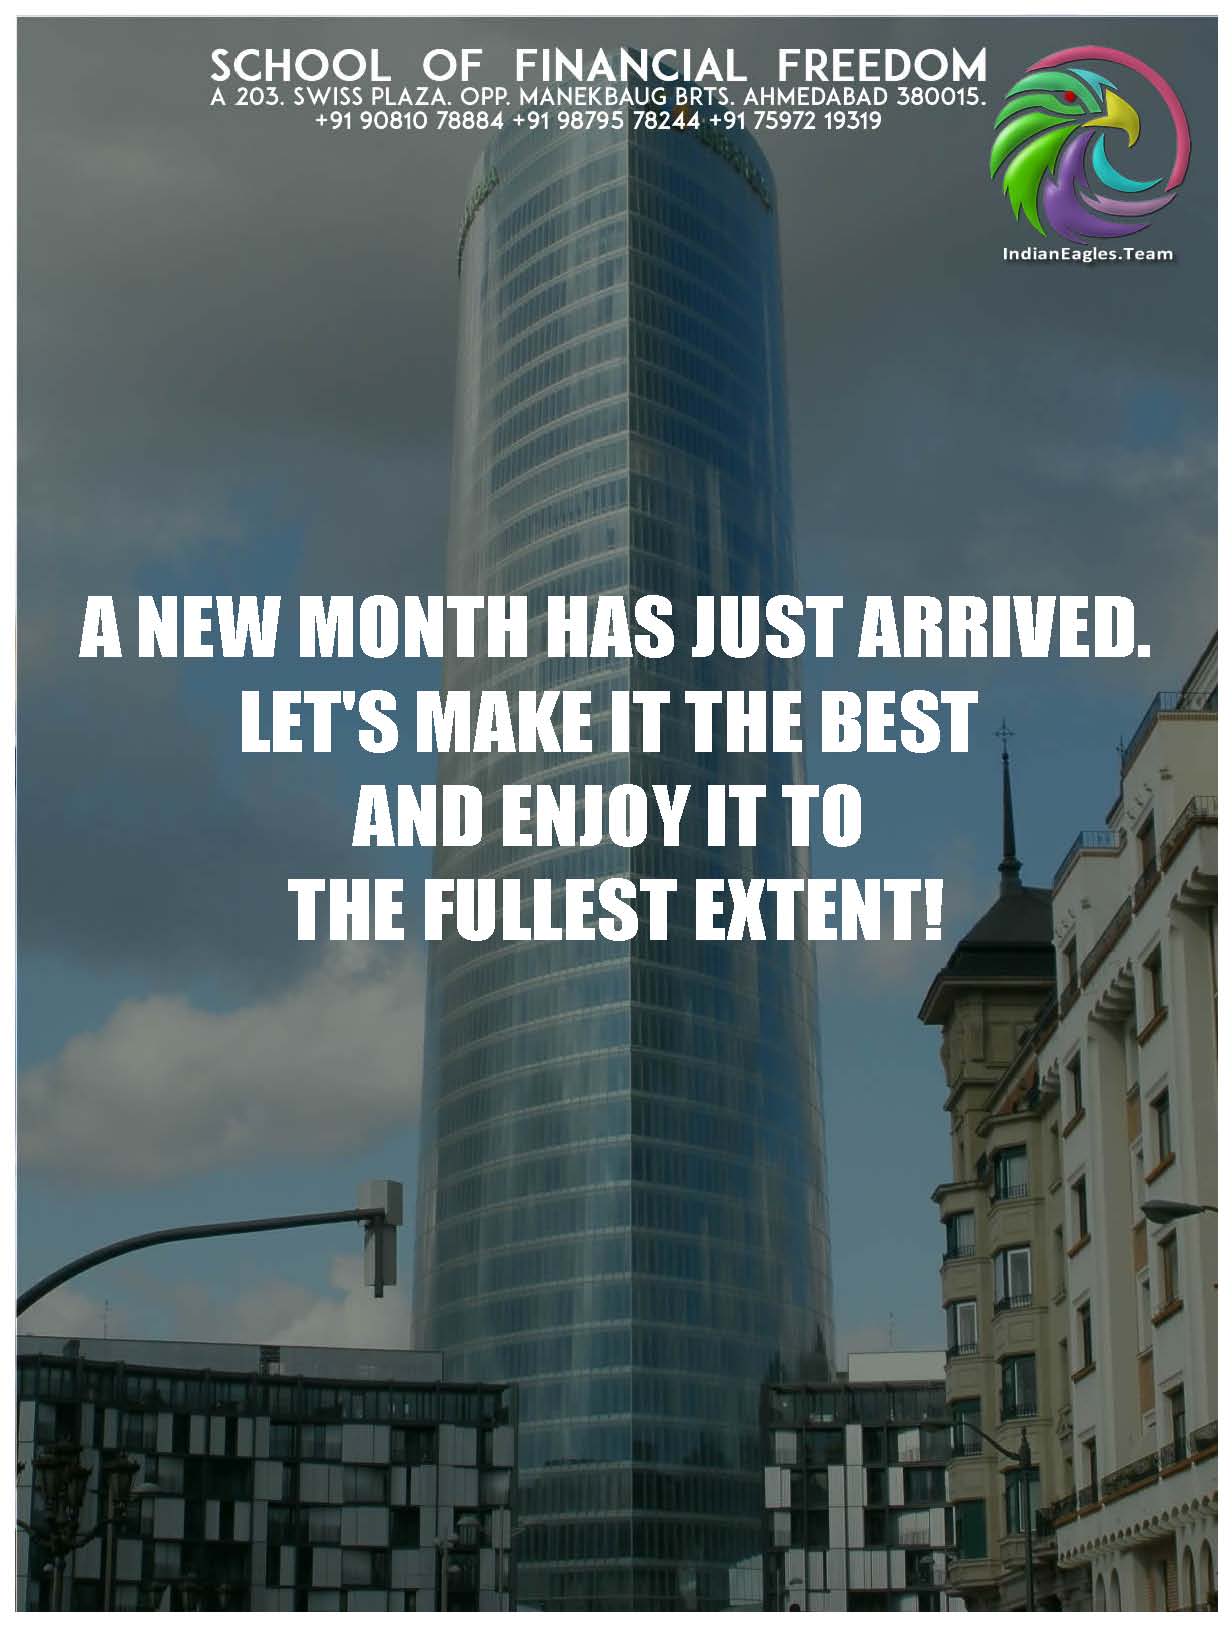 SCHOOL OF FINANCIAL FREEDOM
A 203. SWISS PLAZA. OPP. MANEKBAUG BRTS. AHMEDABAD 380015.
+91 90810 78884 +91 98795 78244 +91 75972 19319
IndianEagles.Team
A NEW MONTH HAS JUST ARRIVED.
LET'S MAKE IT THE BEST
AND ENJOY IT TO
THE FULLEST EXTENT!